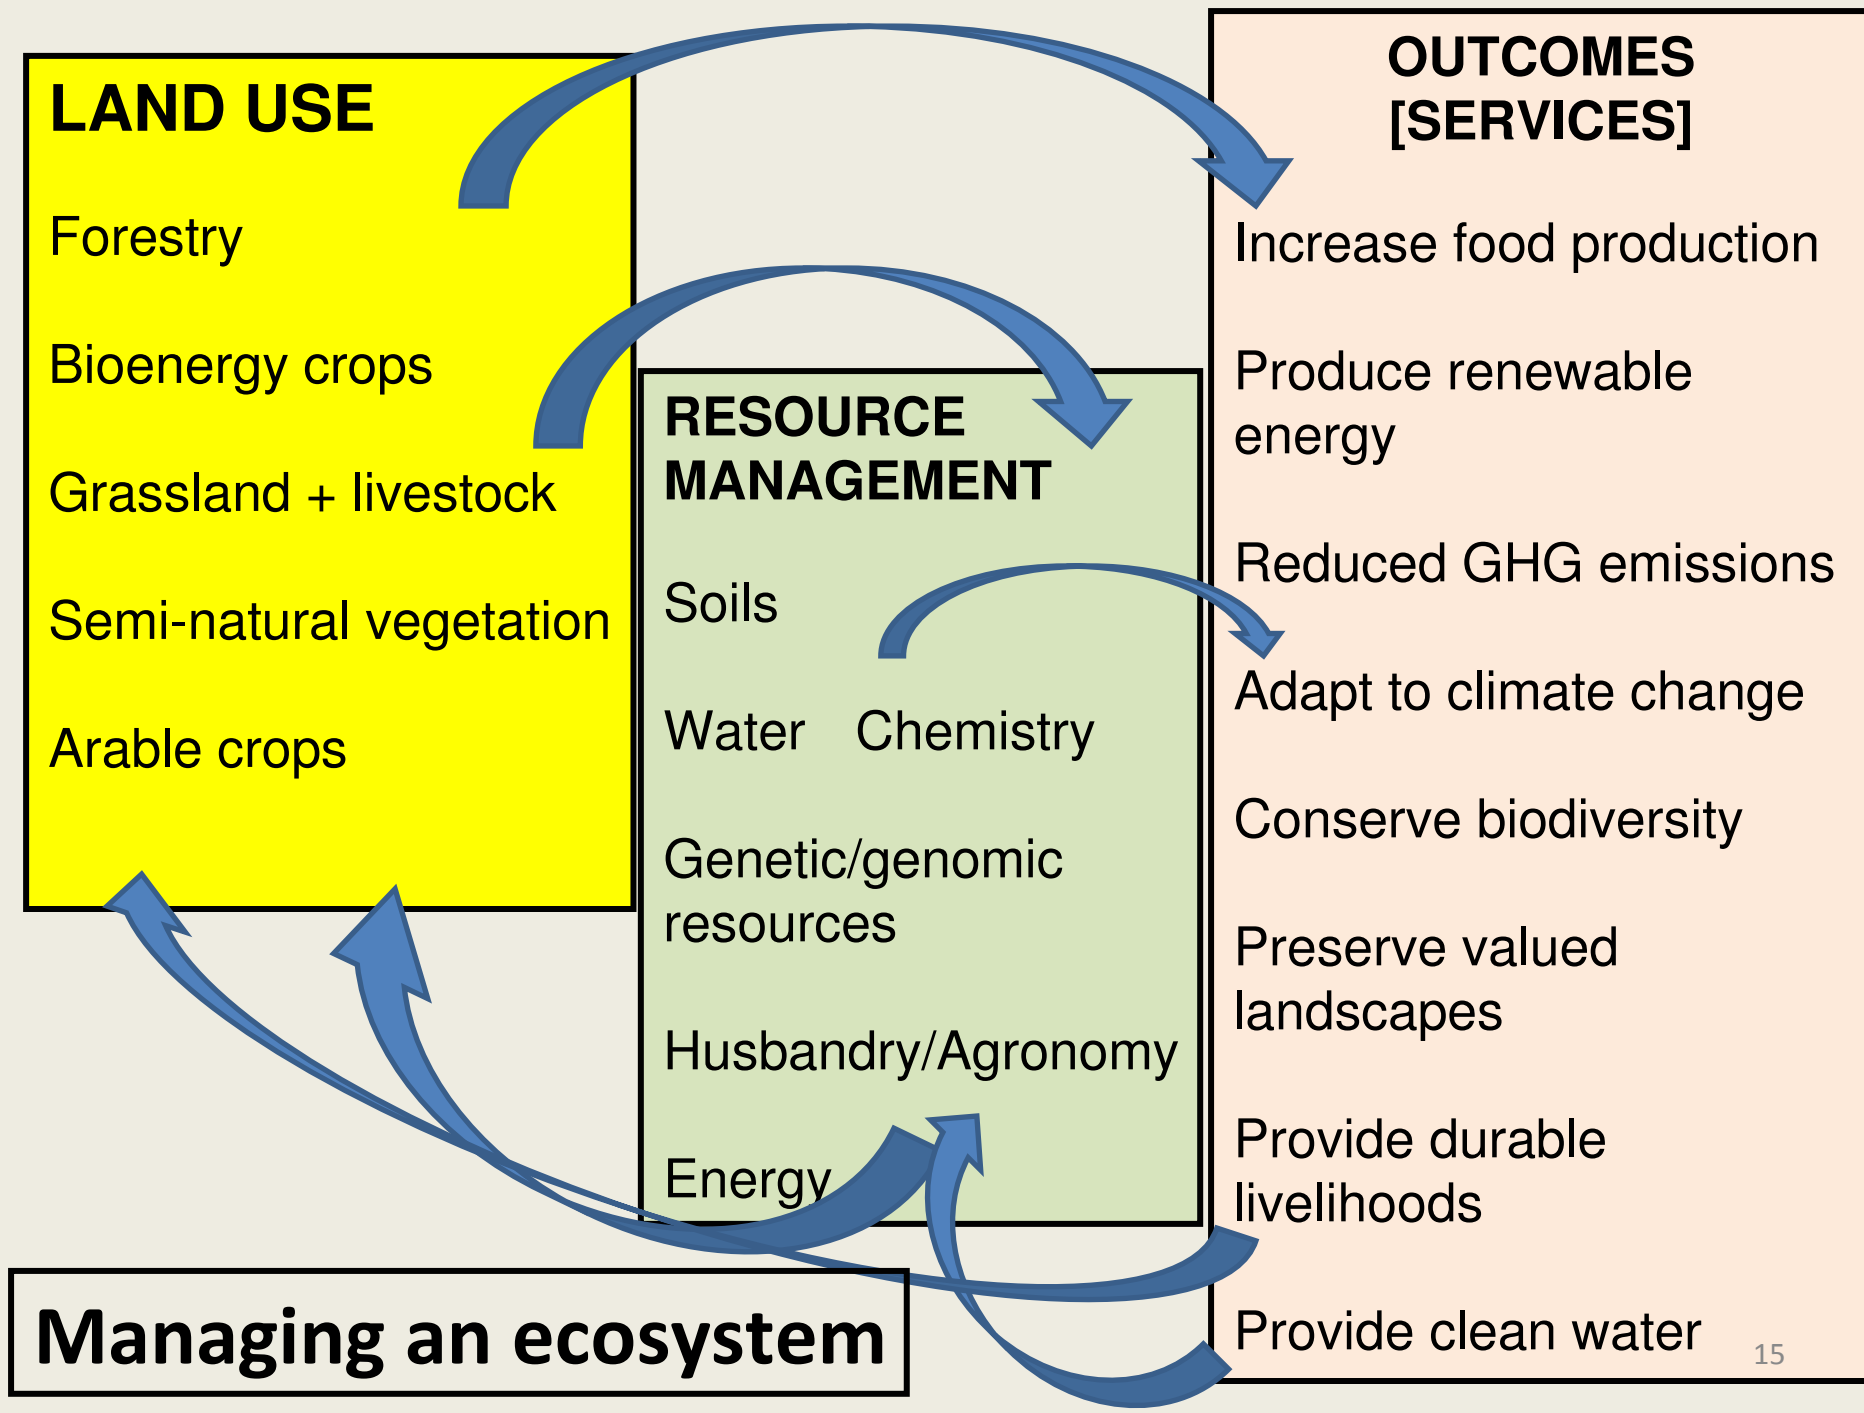 LAND USE
Forestry
Bioenergy crops
Grassland + livestock
Semi-natural vegetation
Arable crops
RESOURCE
MANAGEMENT
Soils
Water Chemistry
Genetic/genomic
resources
Husbandry/Agronomy
Energy
OUTCOMES
[SERVICES]
Increase food production
Produce renewable
energy
Reduced GHG emissions
Adapt to climate change
Conserve biodiversity
Preserve valued
landscapes
Provide durable
livelihoods
Provide clean water
Managing an ecosystem
15